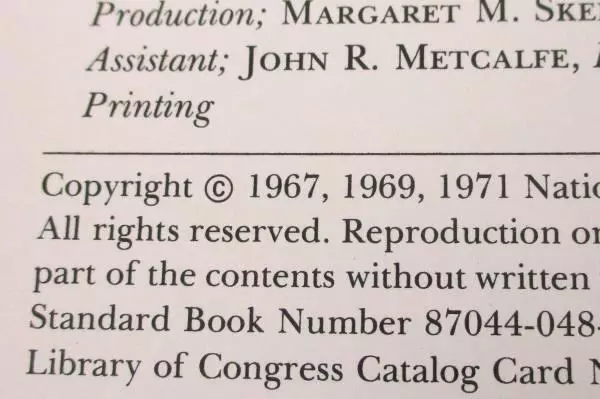 Production; MARGARET M. SKE
Assistant; JOHN R. METCALFE,
Printing
Copyright © 1967, 1969, 1971 Natio
All rights reserved. Reproduction or
part of the contents without written
Standard Book Number 87044-048-
Library of Congress Catalog Card N